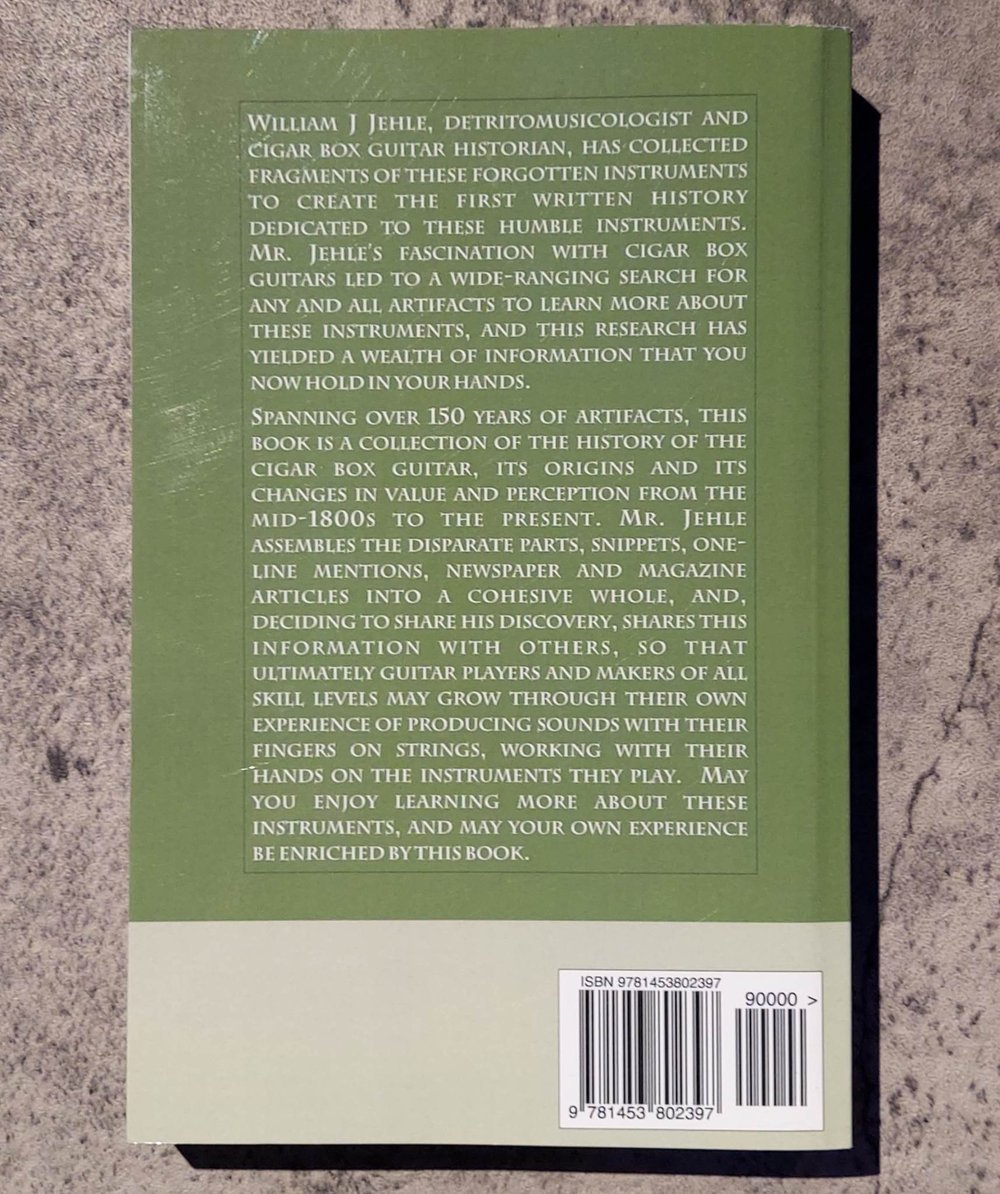 WILLIAM J JEHLE, DETRITOMUSICOLOGIST AND
CIGAR BOX GUITAR HISTORIAN, HAS COLLECTED
FRAGMENTS OF THESE FORGOTTEN INSTRUMENTS
TO CREATE THE FIRST WRITTEN HISTORY
DEDICATED TO THESE HUMBLE INSTRUMENTS.
MR. JEHLE'S FASCINATION WITH CIGAR BOX
GUITARS LED TO A WIDE-RANGING SEARCH FOR
ANY AND ALL ARTIFACTS TO LEARN MORE ABOUT
THESE INSTRUMENTS, AND THIS RESEARCH HAS
YIELDED A WEALTH OF INFORMATION THAT YOU
NOW HOLD IN YOUR HANDS.
SPANNING OVER 150 YEARS OF ARTIFACTS, THIS
BOOK IS A COLLECTION OF THE HISTORY OF THE
CIGAR BOX GUITAR, ITS ORIGINS AND ITS
CHANGES IN VALUE AND PERCEPTION FROM THE
MID-1800S TO THE PRESENT. MR. JEHLE
ASSEMBLES THE DISPARATE PARTS, SNIPPETS, ONE-
LINE MENTIONS, NEWSPAPER AND MAGAZINE
ARTICLES INTO A COHESIVE WHOLE, AND,
DECIDING TO SHARE HIS DISCOVERY, SHARES THIS
INFORMATION WITH OTHERS, SO THAT
ULTIMATELY GUITAR PLAYERS AND MAKERS OF ALL
SKILL LEVELS MAY GROW THROUGH THEIR OWN
EXPERIENCE OF PRODUCING SOUNDS WITH THEIR
FINGERS ON STRINGS, WORKING WITH THEIR
HANDS ON THE INSTRUMENTS THEY PLAY. MAY
YOU ENJOY LEARNING MORE ABOUT THESE
INSTRUMENTS, AND MAY YOUR OWN EXPERIENCE
BE ENRICHED BY THIS BOOK.
ISBN 9781453802397
90000 >
9 781453 802397